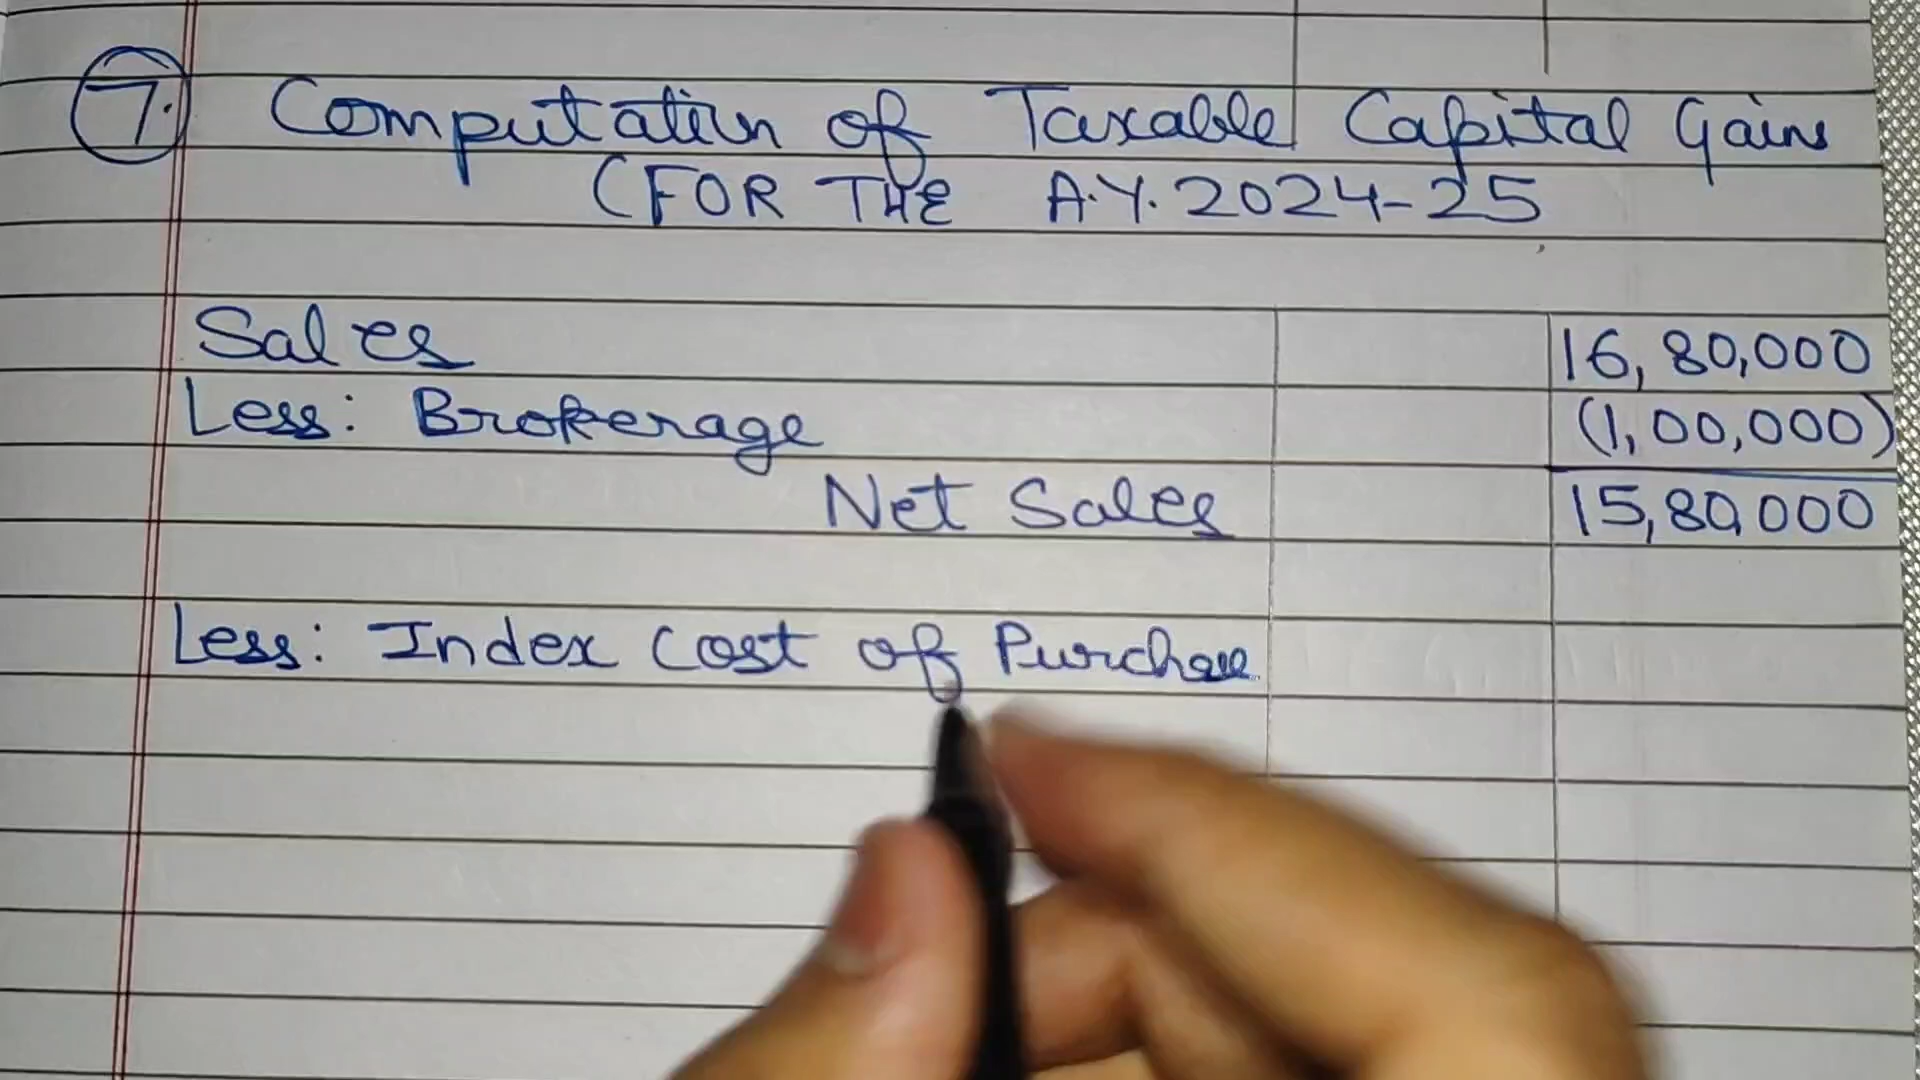 7. Computation of Taxable Capital Gains
(FOR THE A.Y. 2024-25
Sales 16,80,000
Less: Brokerage (1,00,000)
Net Sales 15,80,000
Less: Index Cost of Purchase